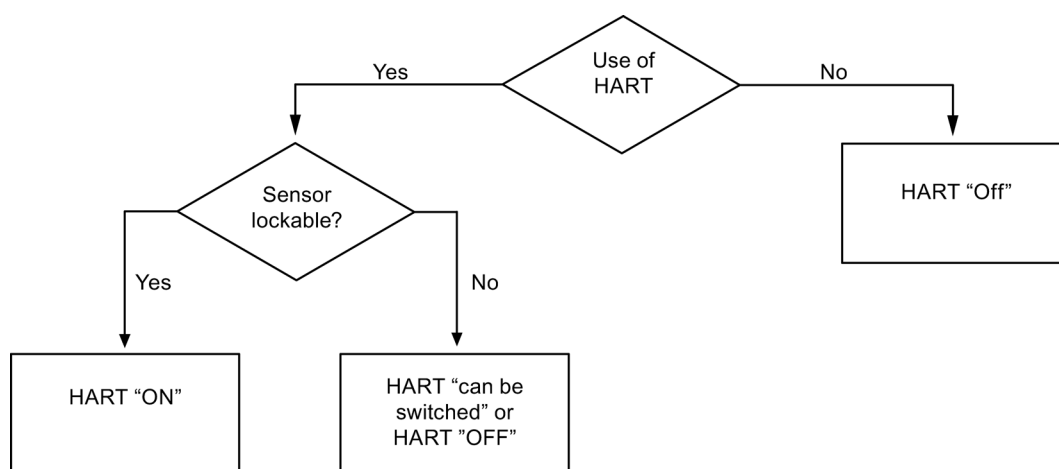 Use of
HART
Yes
No
Sensor
lockable?
HART “Off”
Yes
No
HART “ON”
HART “can be
switched” or
HART ”OFF”